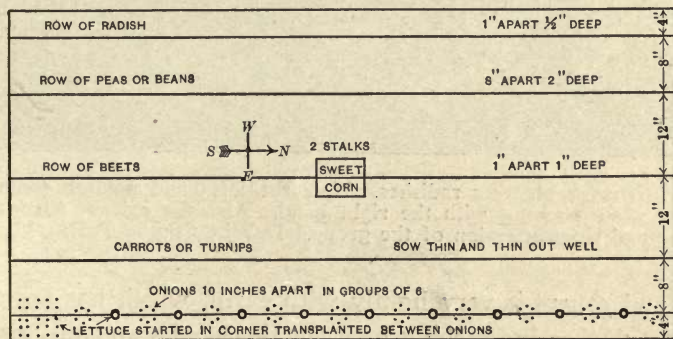 ROW OF RADISH 1" APART ½" DEEP 4"
ROW OF PEAS OR BEANS 8" APART 2" DEEP 8"
12"
W
S N
E
2 STALKS
SWEET
CORN
ROW OF BEETS 1" APART 1" DEEP
12"
CARROTS OR TURNIPS SOW THIN AND THIN OUT WELL
8"
ONIONS 10 INCHES APART IN GROUPS OF 6
LETTUCE STARTED IN CORNER TRANSPLANTED BETWEEN ONIONS
4"